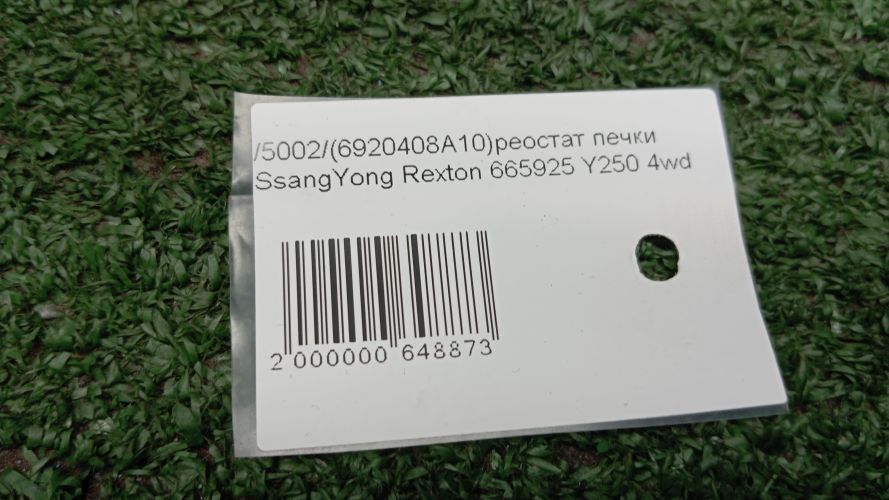 /5002/(6920408A10)реостат печки
SsangYong Rexton 665925 Y250 4wd
2 000000 648873